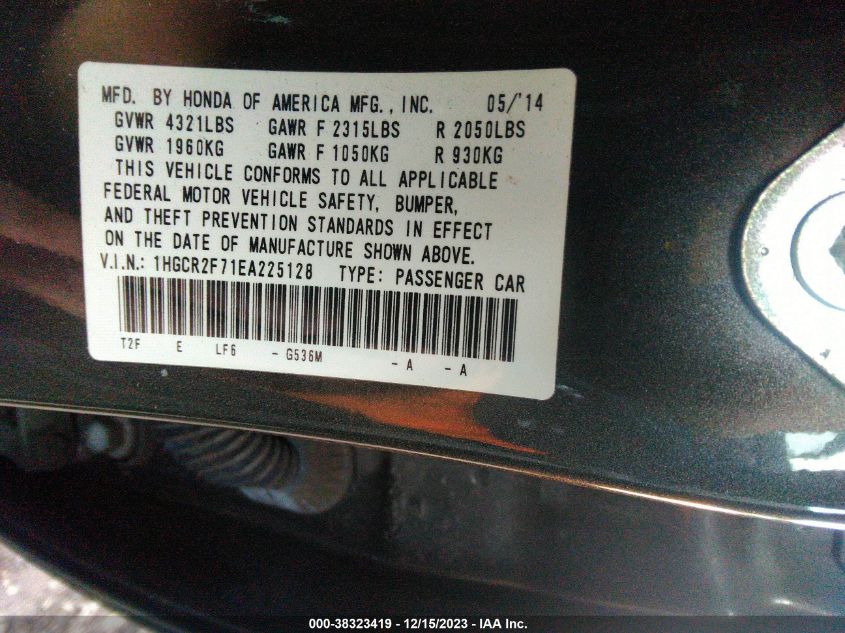 MFD. BY HONDA OF AMERICA MFG., INC. 05/'14
GVWR 4321LBS GAWR F 2315LBS R 2050LBS
GVWR 1960KG GAWR F 1050KG R 930KG
THIS VEHICLE CONFORMS TO ALL APPLICABLE
FEDERAL MOTOR VEHICLE SAFETY, BUMPER,
AND THEFT PREVENTION STANDARDS IN EFFECT
ON THE DATE OF MANUFACTURE SHOWN ABOVE.
V.I.N.: 1HGCR2F71EA225128 TYPE: PASSENGER CAR
T2F E LF6 - G536M - A - A
000-38323419 - 12/15/2023 - IAA Inc.